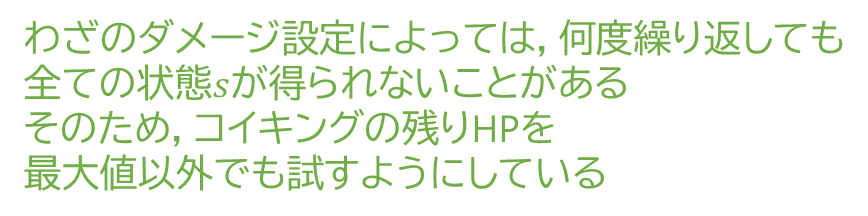 わざのダメージ設定によっては, 何度繰り返しても
全ての状態sが得られないことがある
そのため, コイキングの残りHPを
最大値以外でも試すようにしている